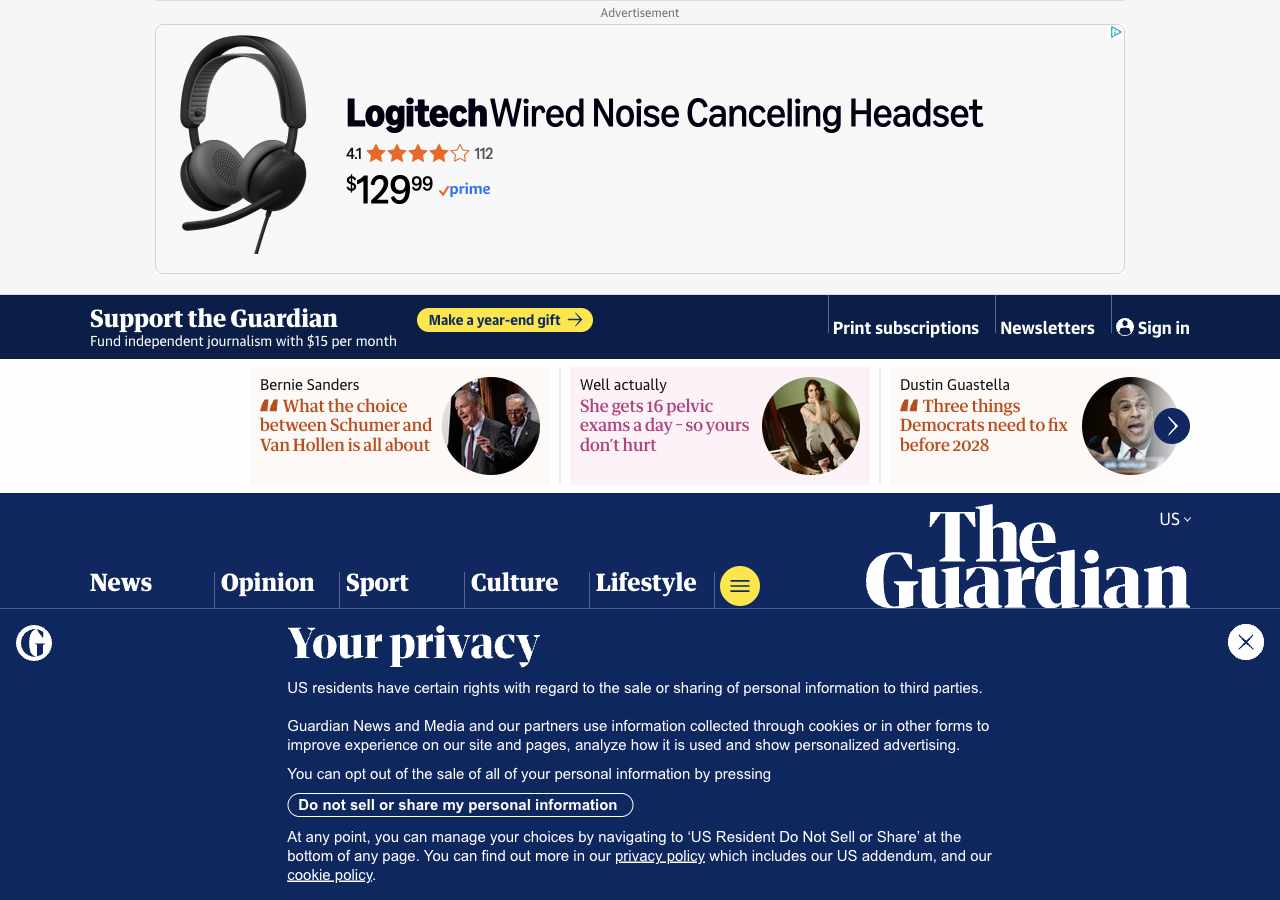 Advertisement
Logitech Wired Noise Canceling Headset
4.1 112
$129.99 prime
Support the Guardian
Fund independent journalism with $15 per month
Make a year-end gift
Print subscriptions
Newsletters
Sign in
Bernie Sanders
What the choice
between Schumer and
Van Hollen is all about
Well actually
She gets 16 pelvic
exams a day – so yours
don't hurt
Dustin Guastella
Three things
Democrats need to fix
before 2028
US
The
Guardian
News
Opinion
Sport
Culture
Lifestyle
G
Your privacy
US residents have certain rights with regard to the sale or sharing of personal information to third parties.
Guardian News and Media and our partners use information collected through cookies or in other forms to
improve experience on our site and pages, analyze how it is used and show personalized advertising.
You can opt out of the sale of all of your personal information by pressing
Do not sell or share my personal information
At any point, you can manage your choices by navigating to ‘US Resident Do Not Sell or Share’ at the
bottom of any page. You can find out more in our privacy policy which includes our US addendum, and our
cookie policy.